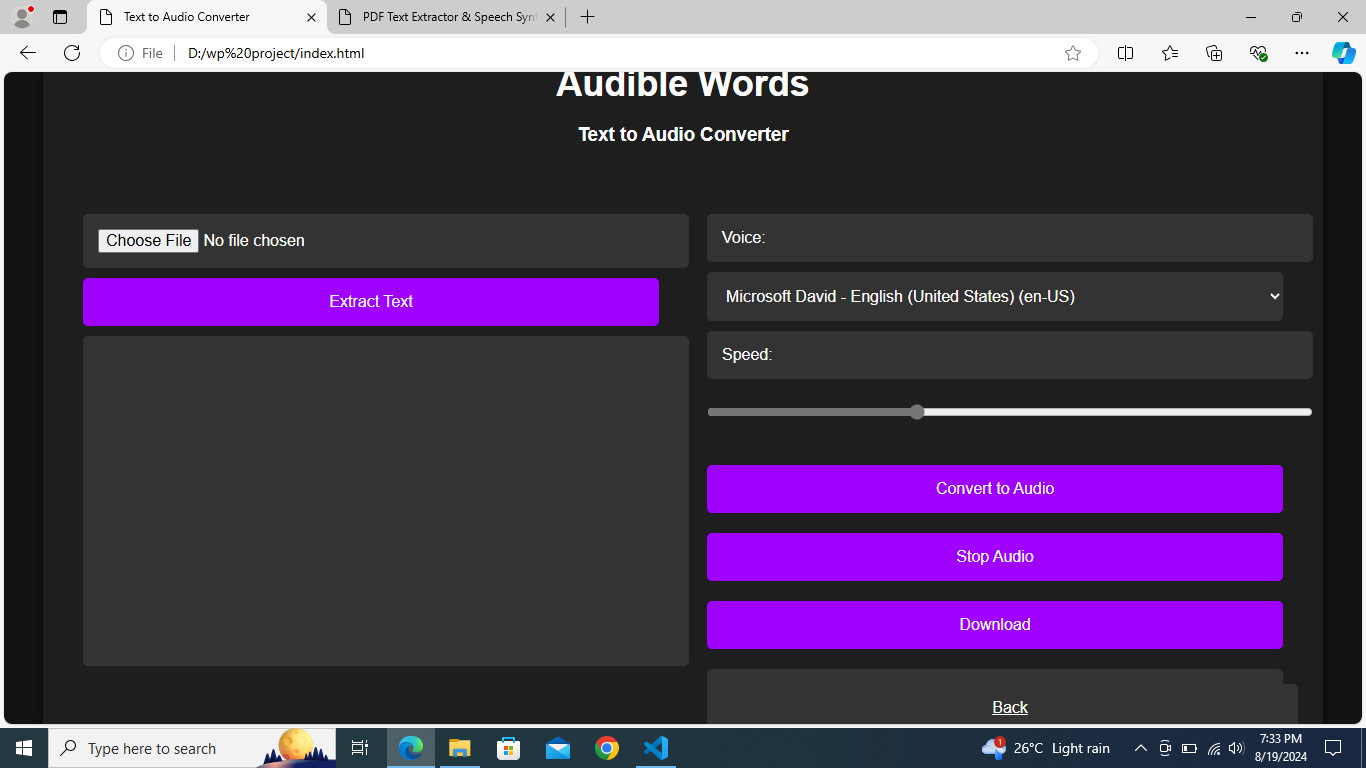 Text to Audio Converter
PDF Text Extractor & Speech Syn
File
D:/wp%20project/index.html
Audible Words
Text to Audio Converter
Choose File No file chosen
Extract Text
Voice:
Microsoft David - English (United States) (en-US)
Speed:
Convert to Audio
Stop Audio
Download
Back
Type here to search
1
26°C Light rain
7:33 PM
8/19/2024